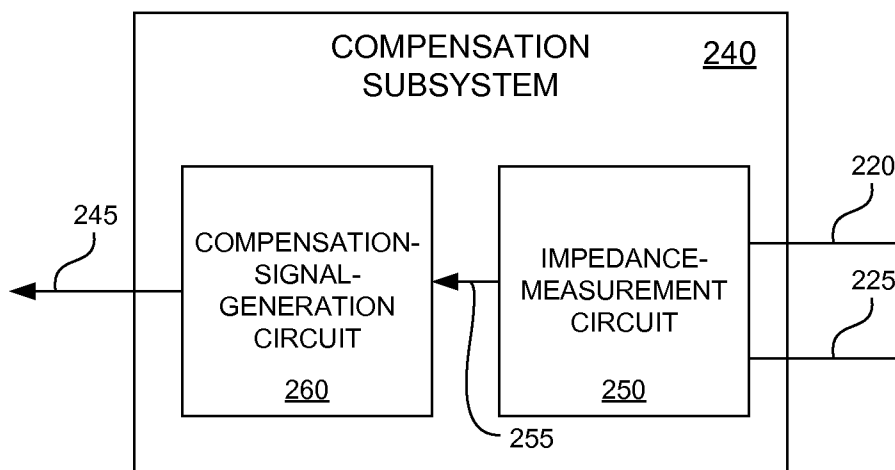 COMPENSATION
SUBSYSTEM
240
220
245
COMPENSATION-
SIGNAL-
GENERATION
CIRCUIT
260
IMPEDANCE-
MEASUREMENT
CIRCUIT
250
225
255